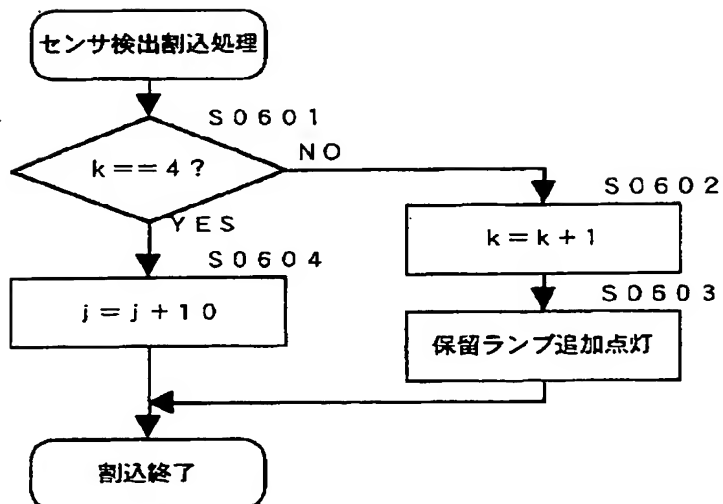 センサ検出割込処理
S0601
k==4?
NO
S0602
YES
k=k+1
S0604
S0603
j=j+10
保留ランプ追加点灯
割込終了